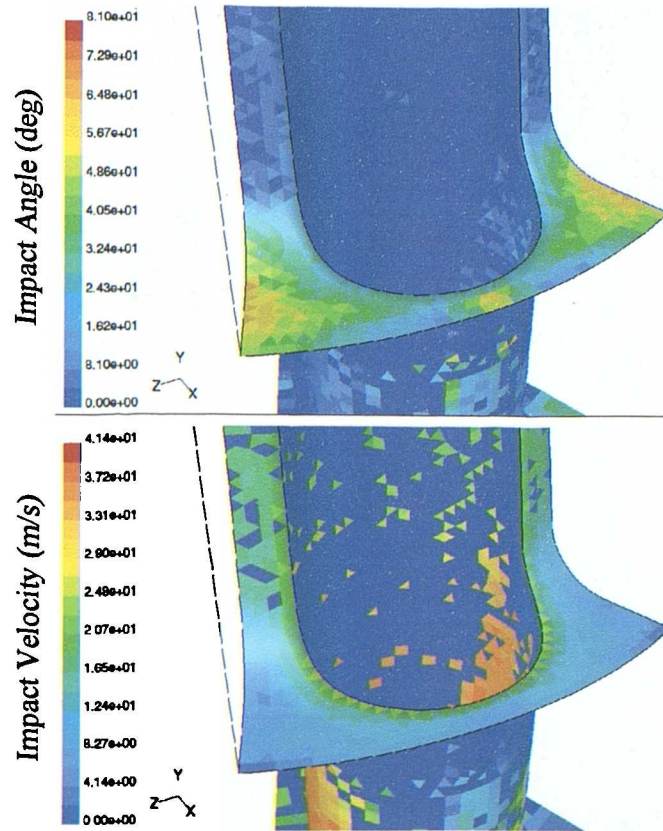 Impact Angle (deg)
8.10e+01
7.29e+01
6.48e+01
5.67e+01
4.86e+01
4.05e+01
3.24e+01
2.43e+01
1.62e+01
8.10e+00
0.00e+00
Y
Z
X
Impact Velocity (m/s)
4.14e+01
3.72e+01
3.31e+01
2.90e+01
2.48e+01
2.07e+01
1.65e+01
1.24e+01
8.27e+00
4.14e+00
0.00e+00
Y
Z
X